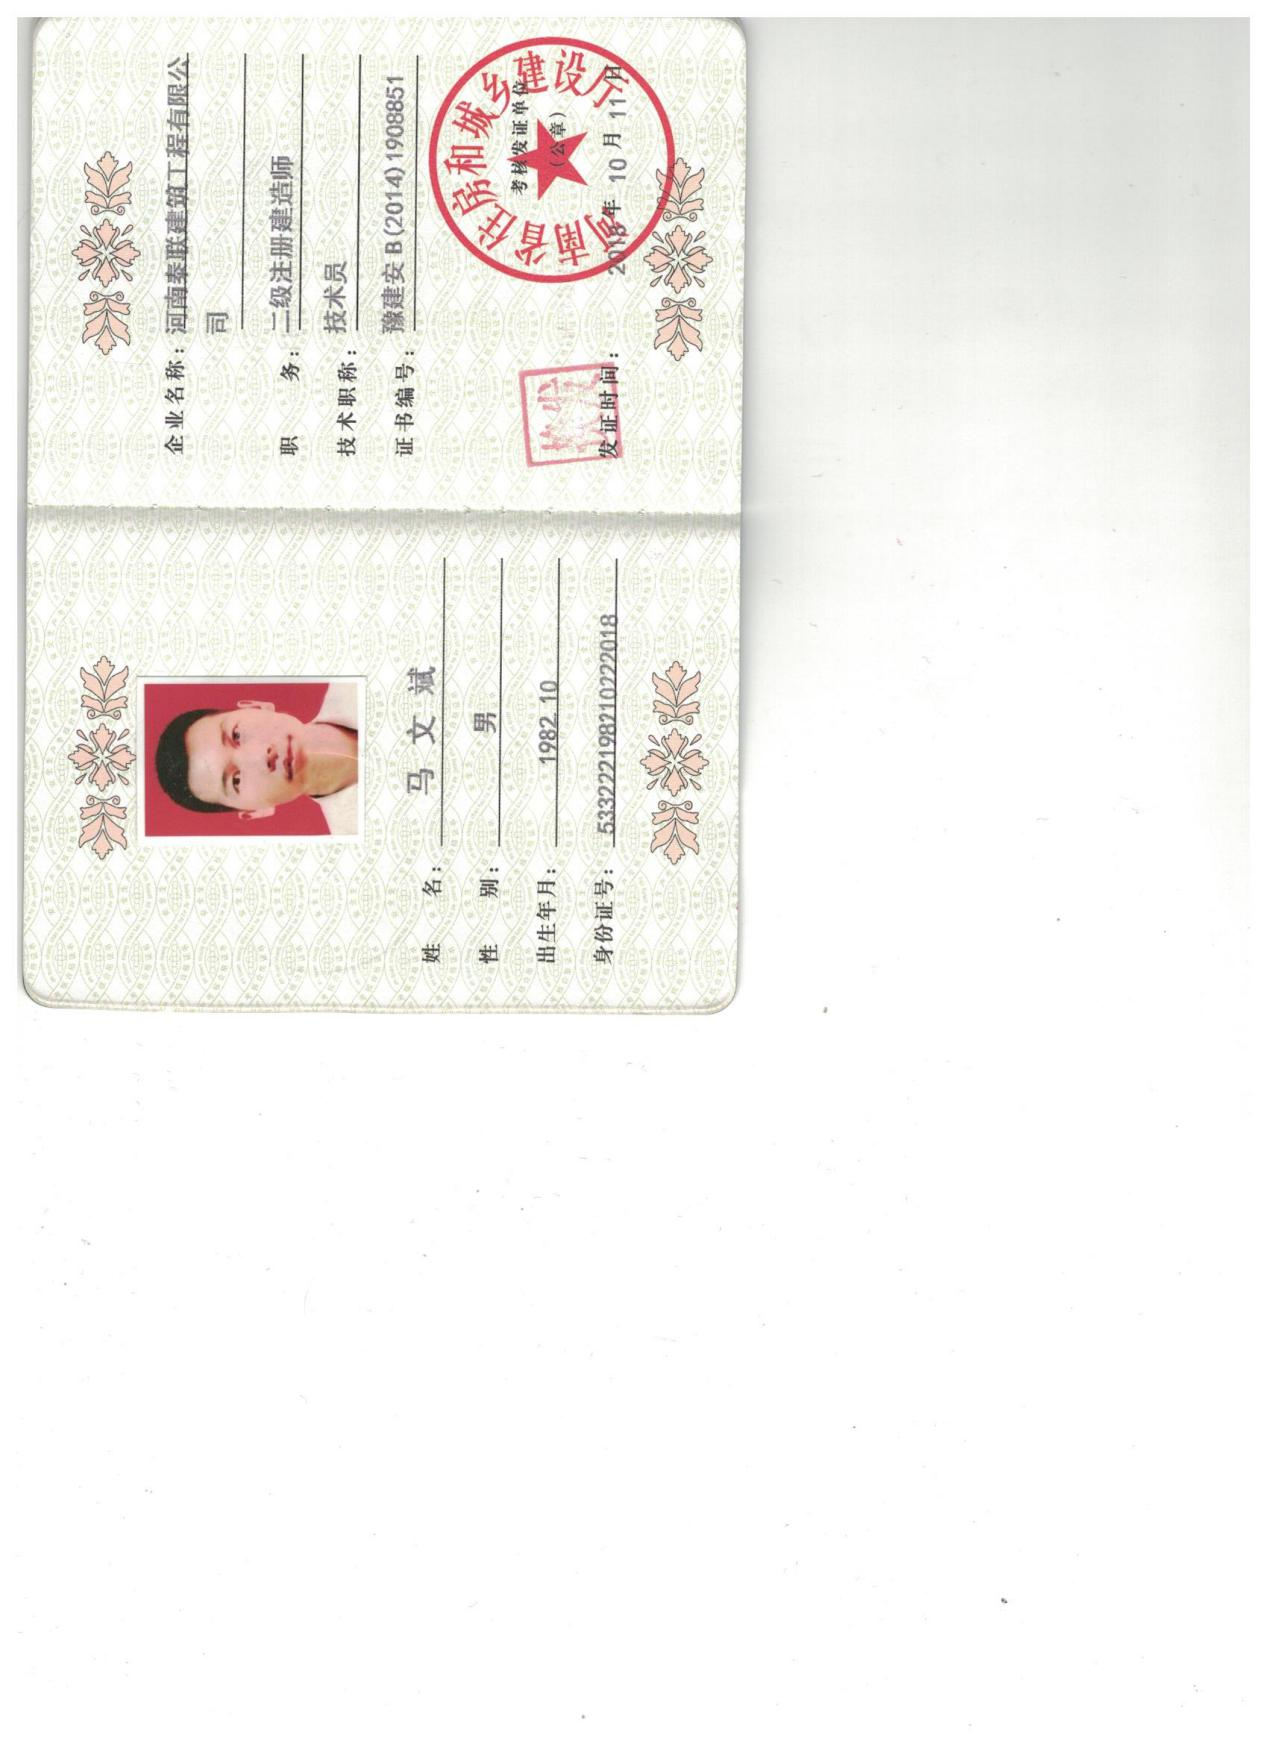 姓 名：马 文 斌
性 别：男
出生年月：1982 10
身份证号：533222198210222018
企业名称：河南泰联建筑工程有限公
司
职 务：二级注册建造师
技术职称：技术员
证书编号：豫建安B(2014)1908851
河南省住房和城乡建设厅
考核发证单位
（公章）
发证时间： 2018年 10 月 11 日